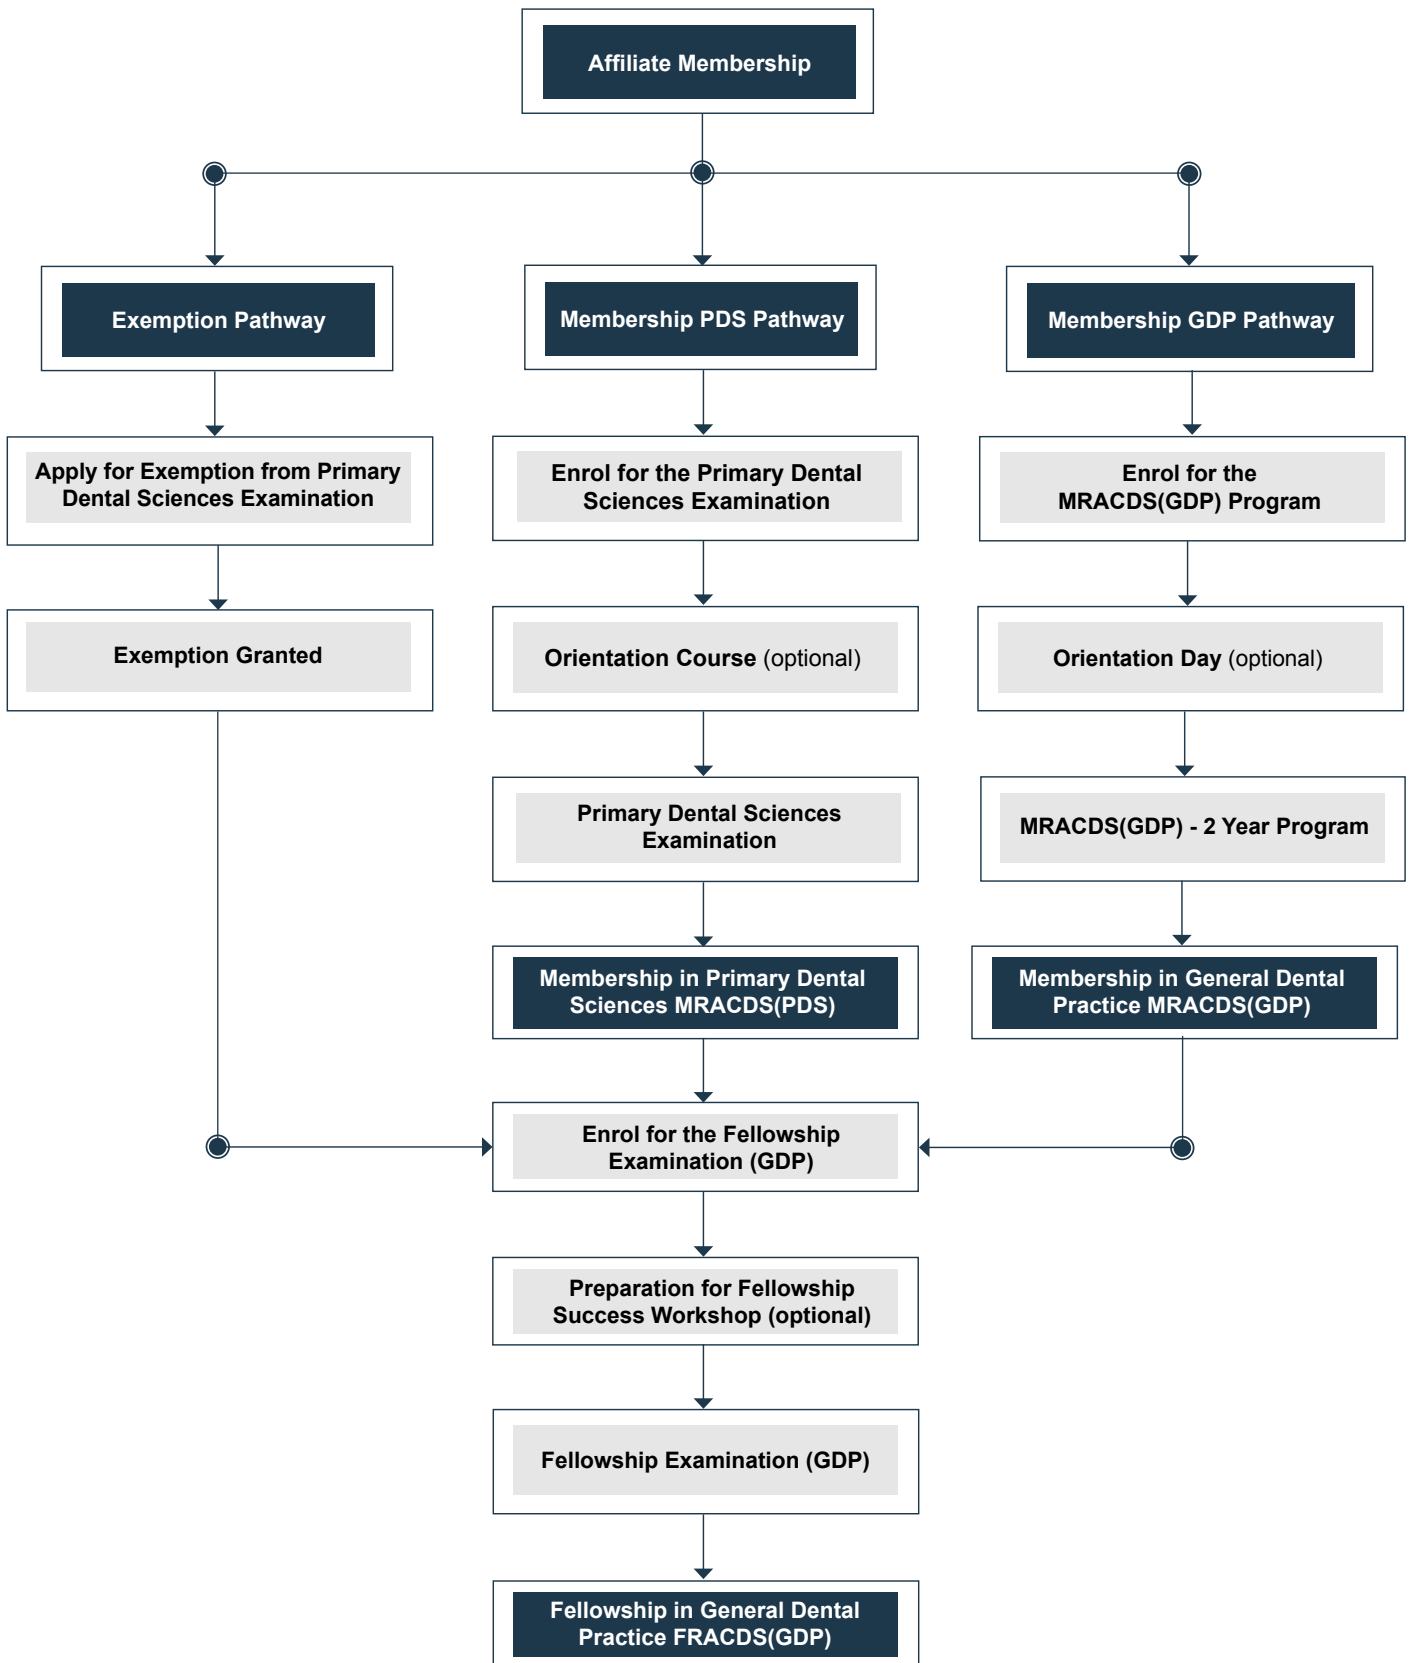 Affiliate Membership
Exemption Pathway
Membership PDS Pathway
Membership GDP Pathway
Apply for Exemption from Primary
Dental Sciences Examination
Enrol for the Primary Dental
Sciences Examination
Enrol for the
MRACDS(GDP) Program
Exemption Granted
Orientation Course (optional)
Orientation Day (optional)
Primary Dental Sciences
Examination
MRACDS(GDP) - 2 Year Program
Membership in Primary Dental
Sciences MRACDS(PDS)
Membership in General Dental
Practice MRACDS(GDP)
Enrol for the Fellowship
Examination (GDP)
Preparation for Fellowship
Success Workshop (optional)
Fellowship Examination (GDP)
Fellowship in General Dental
Practice FRACDS(GDP)